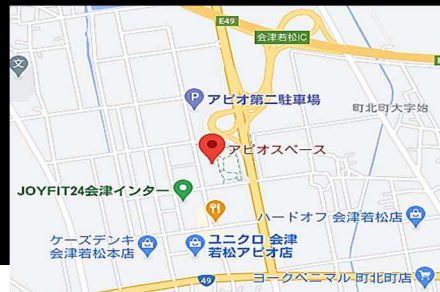 E49
会津若松IC
文
P アピオ第二駐車場
町北町大字始
アピオスペース
JOYFIT24会津インター
ハードオフ 会津若松店
ケーズデンキ
会津若松本店
ユニクロ 会津
若松アピオ店
49
ヨークベニマル 町北町店